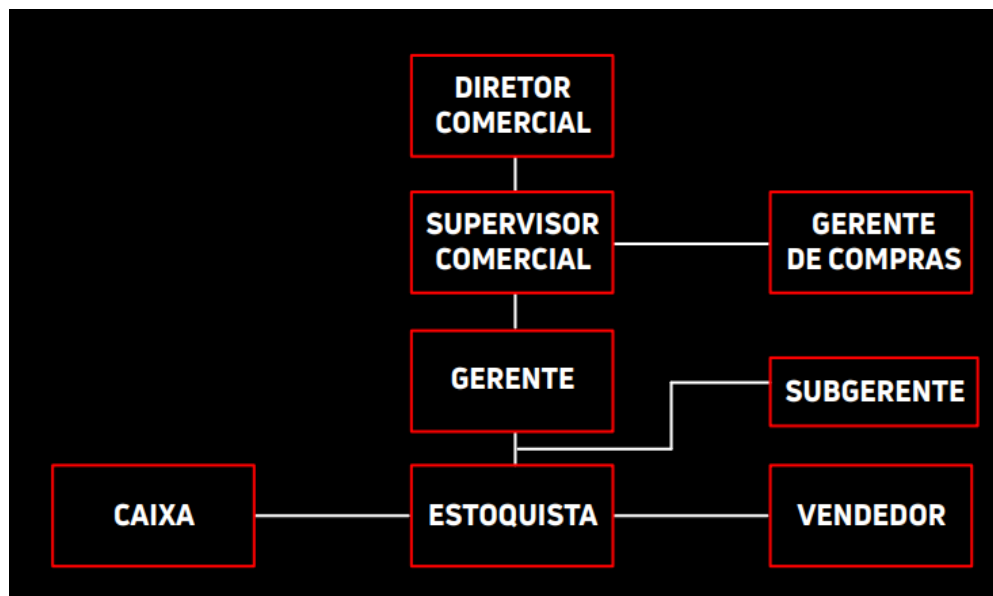 DIRETOR
COMERCIAL
SUPERVISOR
COMERCIAL
GERENTE
DE COMPRAS
GERENTE
SUBGERENTE
CAIXA
ESTOQUISTA
VENDEDOR